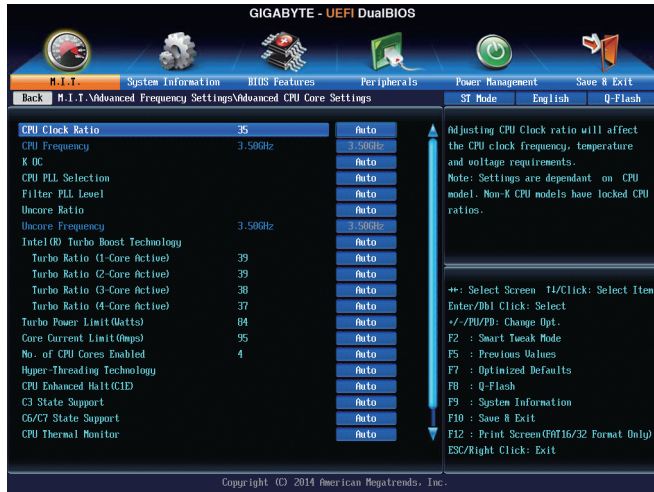 GIGABYTE - UEFI DualBIOS
M.I.T. System Information BIOS Features Peripherals Power Management Save & Exit
Back M.I.T.\Advanced Frequency Settings\Advanced CPU Core Settings ST Mode English Q-Flash
CPU Clock Ratio 35 Auto
CPU Frequency 3.50GHz 3.50GHz
K OC Auto
CPU PLL Selection Auto
Filter PLL Level Auto
Uncore Ratio Auto
Uncore Frequency 3.50GHz 3.50GHz
Intel(R) Turbo Boost Technology Auto
Turbo Ratio (1-Core Active) 39 Auto
Turbo Ratio (2-Core Active) 39 Auto
Turbo Ratio (3-Core Active) 38 Auto
Turbo Ratio (4-Core Active) 37 Auto
Turbo Power Limit(Watts) 84 Auto
Core Current Limit(Amps) 95 Auto
No. of CPU Cores Enabled 4 Auto
Hyper-Threading Technology Auto
CPU Enhanced Halt(C1E) Auto
C3 State Support Auto
C6/C7 State Support Auto
CPU Thermal Monitor Auto
Adjusting CPU Clock ratio will affect
the CPU clock frequency, temperature
and voltage requirements.
Note: Settings are dependant on CPU
model. Non-K CPU models have locked CPU
ratios.
↔: Select Screen ↑↓/Click: Select Item
Enter/Dbl Click: Select
+/-/PU/PD: Change Opt.
F2 : Smart Tweak Mode
F5 : Previous Values
F7 : Optimized Defaults
F8 : Q-Flash
F9 : System Information
F10 : Save & Exit
F12 : Print Screen(FAT16/32 Format Only)
ESC/Right Click: Exit
Copyright (C) 2014 American Megatrends, Inc.